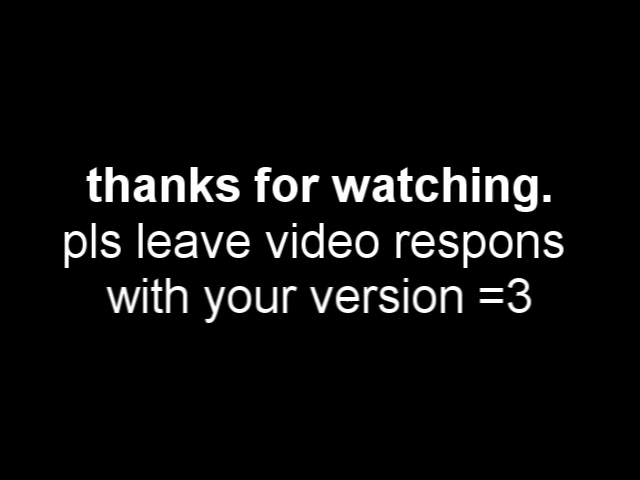 thanks for watching.
pls leave video respons
with your version =3